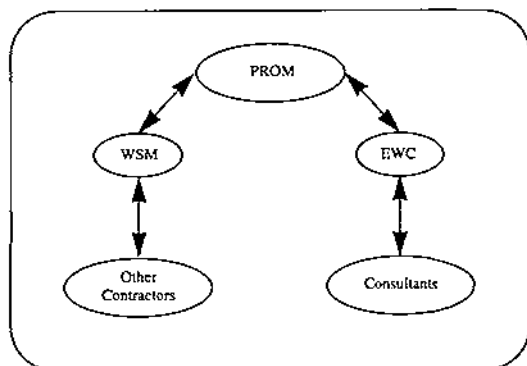 PROM
WSM
EWC
Other
Contractors
Consultants